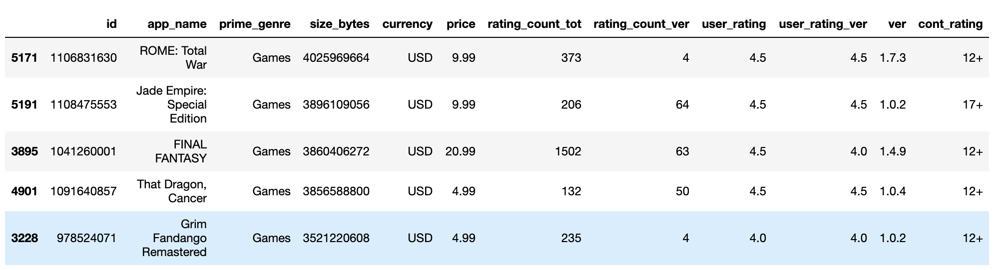 id app_name prime_genre size_bytes currency price rating_count_tot rating_count_ver user_rating user_rating_ver ver cont_rating
5171 1106831630 ROME: Total War Games 4025969664 USD 9.99 373 4 4.5 4.5 1.7.3 12+
5191 1108475553 Jade Empire: Special Edition Games 3896109056 USD 9.99 206 64 4.5 4.5 1.0.2 17+
3895 1041260001 FINAL FANTASY Games 3860406272 USD 20.99 1502 63 4.5 4.0 1.4.9 12+
4901 1091640857 That Dragon, Cancer Games 3856588800 USD 4.99 132 50 4.5 4.5 1.0.4 12+
3228 978524071 Grim Fandango Remastered Games 3521220608 USD 4.99 235 4 4.0 4.0 1.0.2 12+